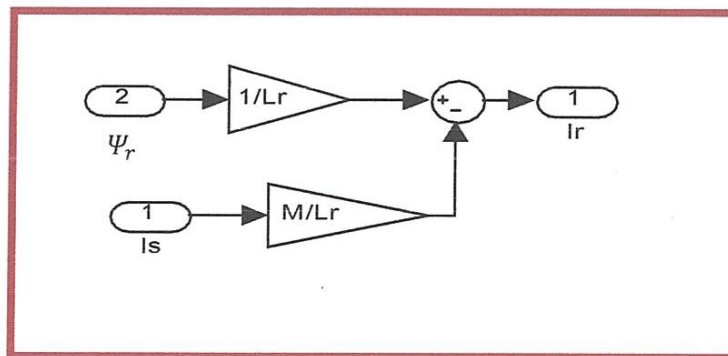 2 1/Lr + - 1
Ψr Ir
1 M/Lr
Is